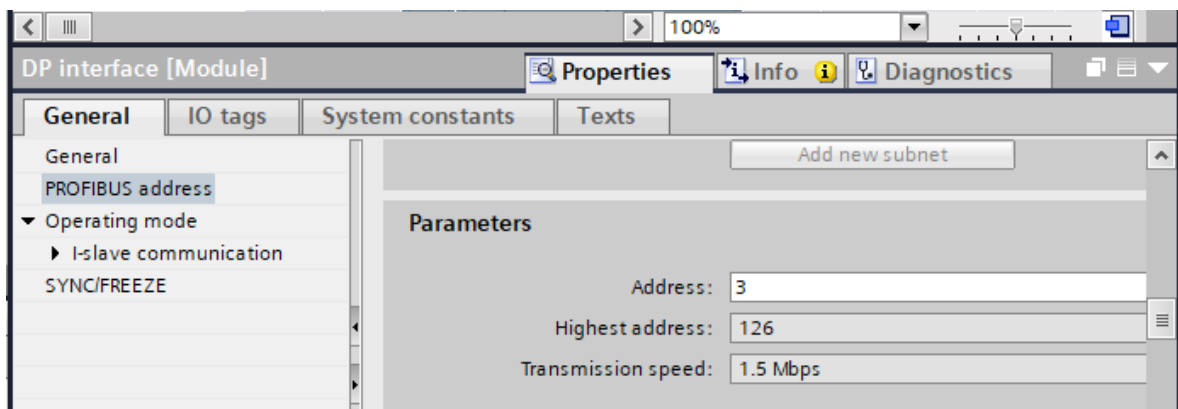 100%
DP interface [Module]
Properties
Info
Diagnostics
General
IO tags
System constants
Texts
General
PROFIBUS address
Operating mode
I-slave communication
SYNC/FREEZE
Add new subnet
Parameters
Address: 3
Highest address: 126
Transmission speed: 1.5 Mbps